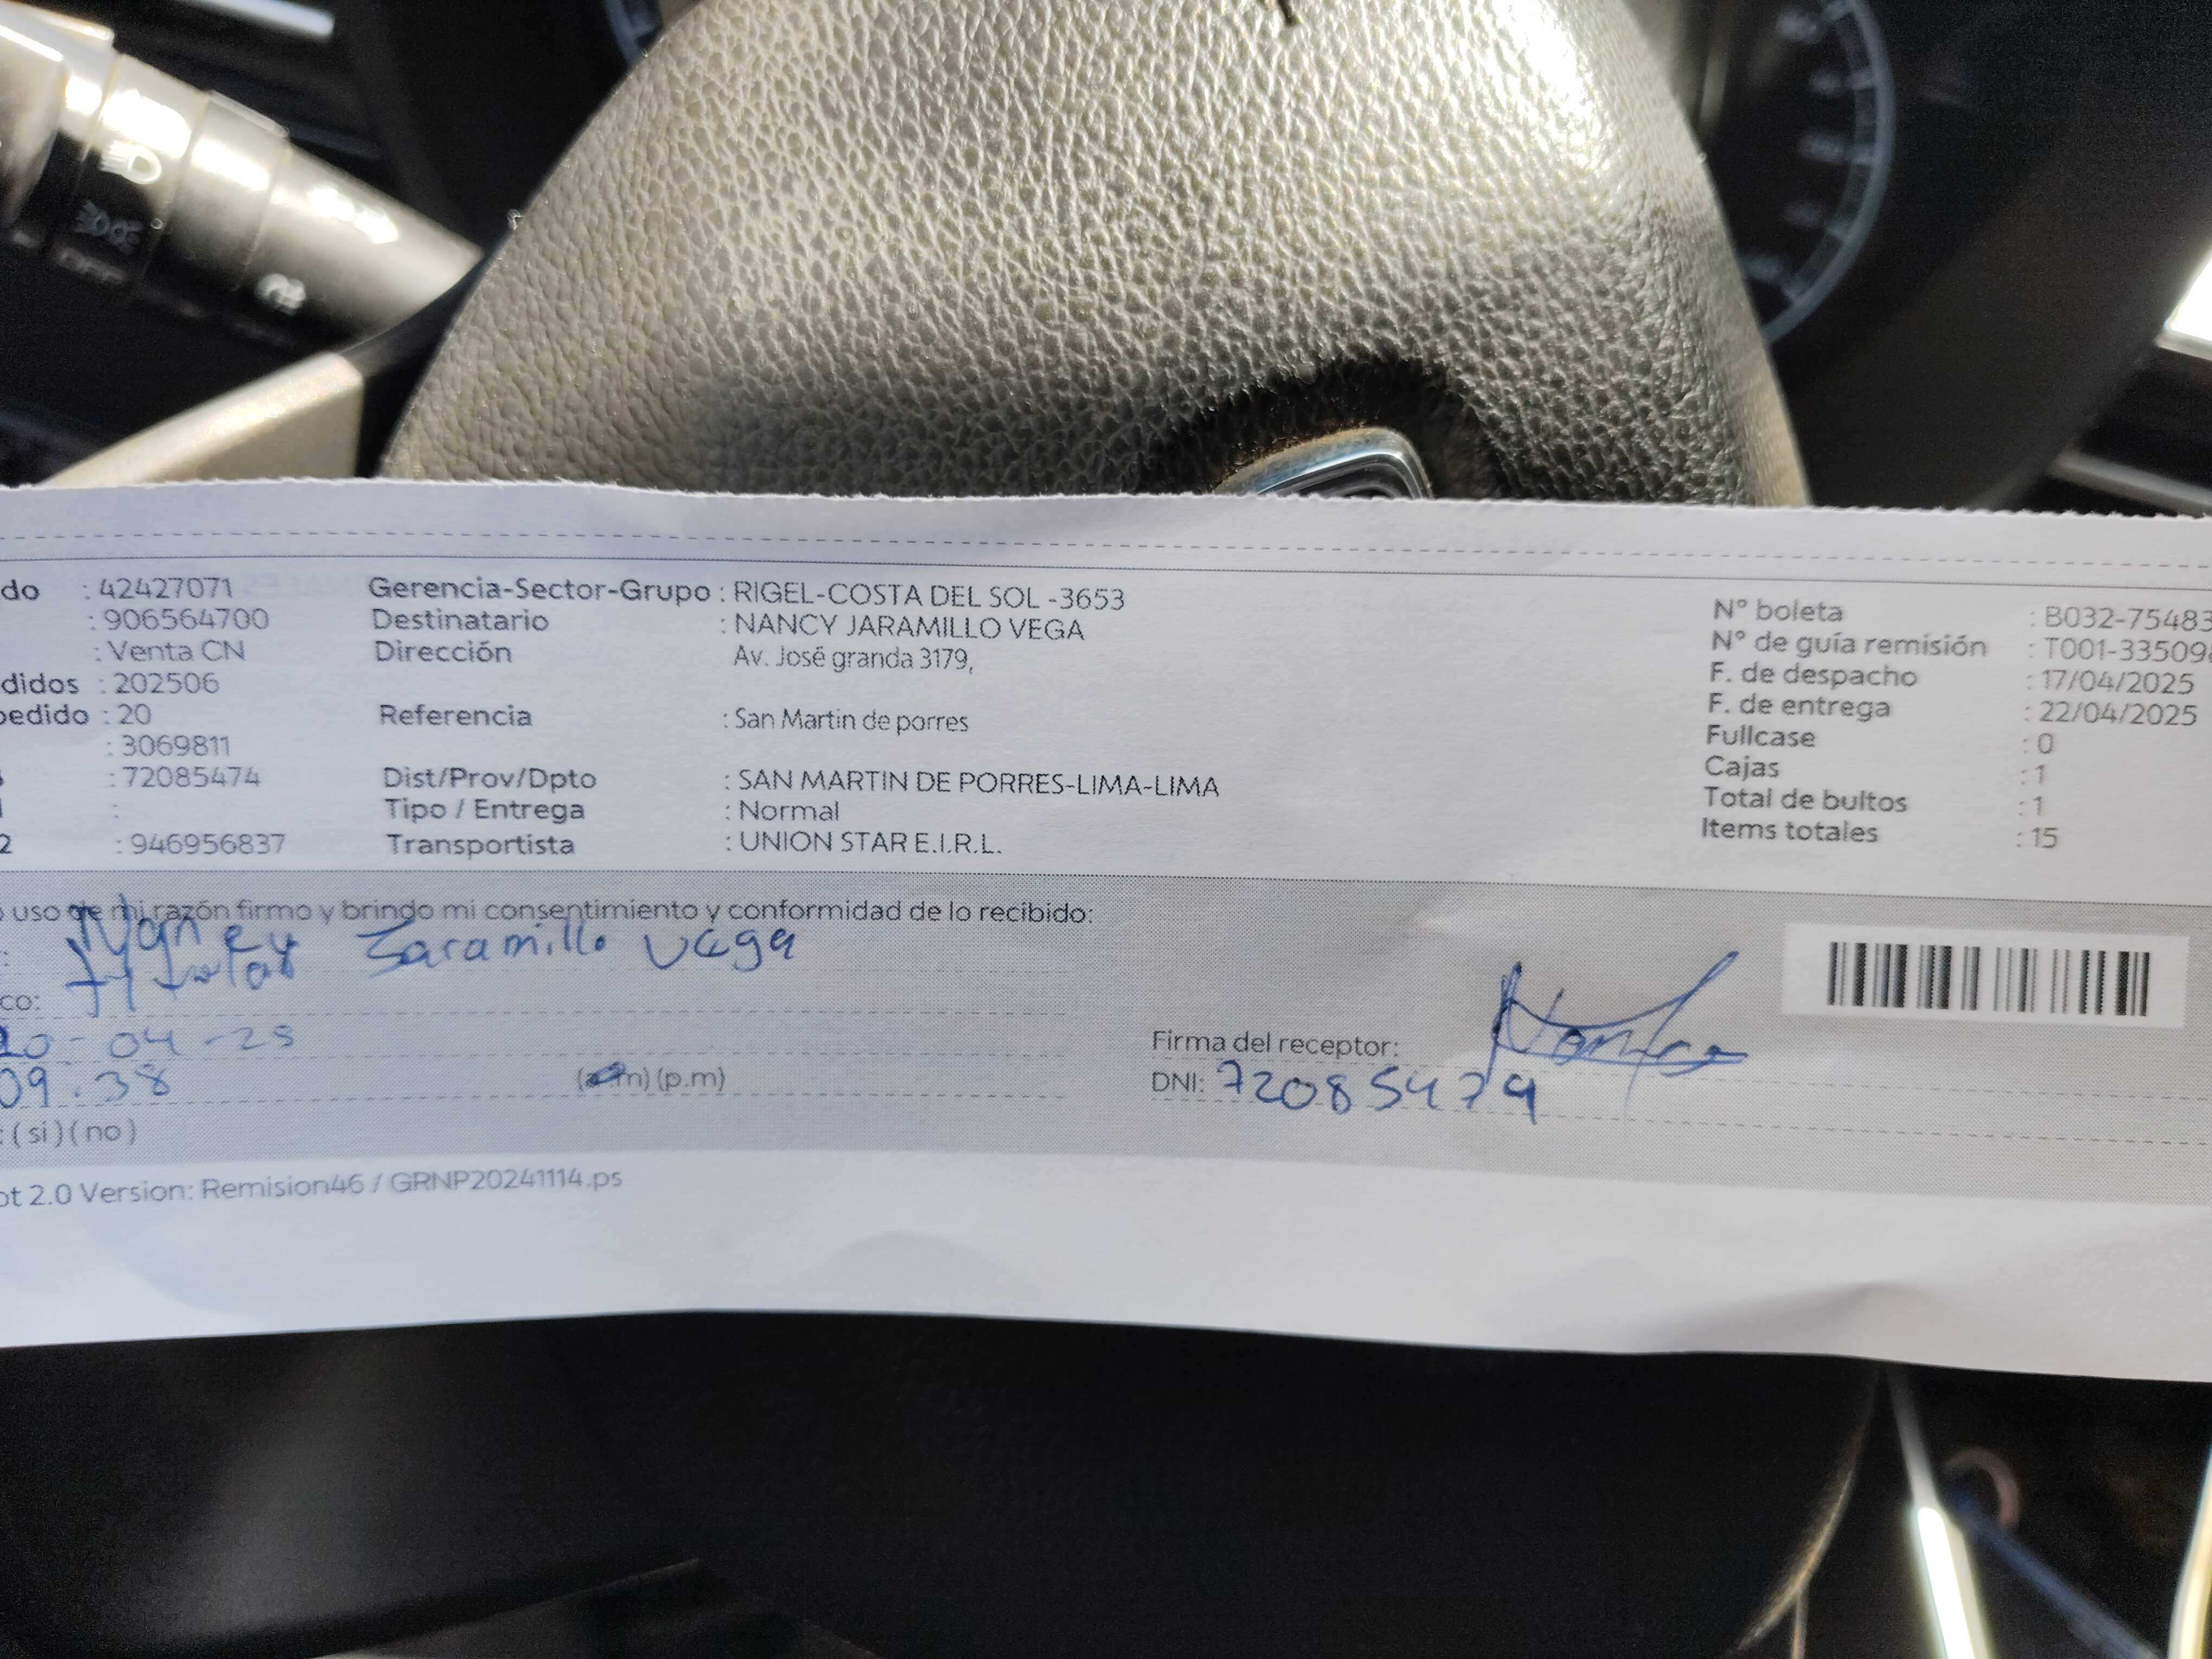 do : 42427071 Gerencia-Sector-Grupo : RIGEL-COSTA DEL SOL -3653 N° boleta : B032-75483
: 906564700 Destinatario : NANCY JARAMILLO VEGA N° de guía remisión : T001-33509
: Venta CN Dirección Av. José granda 3179, F. de despacho : 17/04/2025
didos : 202506 F. de entrega : 22/04/2025
pedido : 20 Referencia : San Martin de porres Fullcase : 0
: 3069811 Cajas : 1
: 72085474 Dist/Prov/Dpto : SAN MARTIN DE PORRES-LIMA-LIMA Total de bultos : 1
: Tipo / Entrega : Normal Items totales : 15
2 : 946956837 Transportista : UNION STAR E.I.R.L.
uso de mi razón firmo y brindo mi consentimiento y conformidad de lo recibido:
: Nancy Jaramillo Vega
co:
20-04-25 Firma del receptor:
09:38 (a.m) (p.m) DNI: 72085474
: (si) (no)
ot 2.0 Version: Remision46 / GRNP20241114.ps
OFF